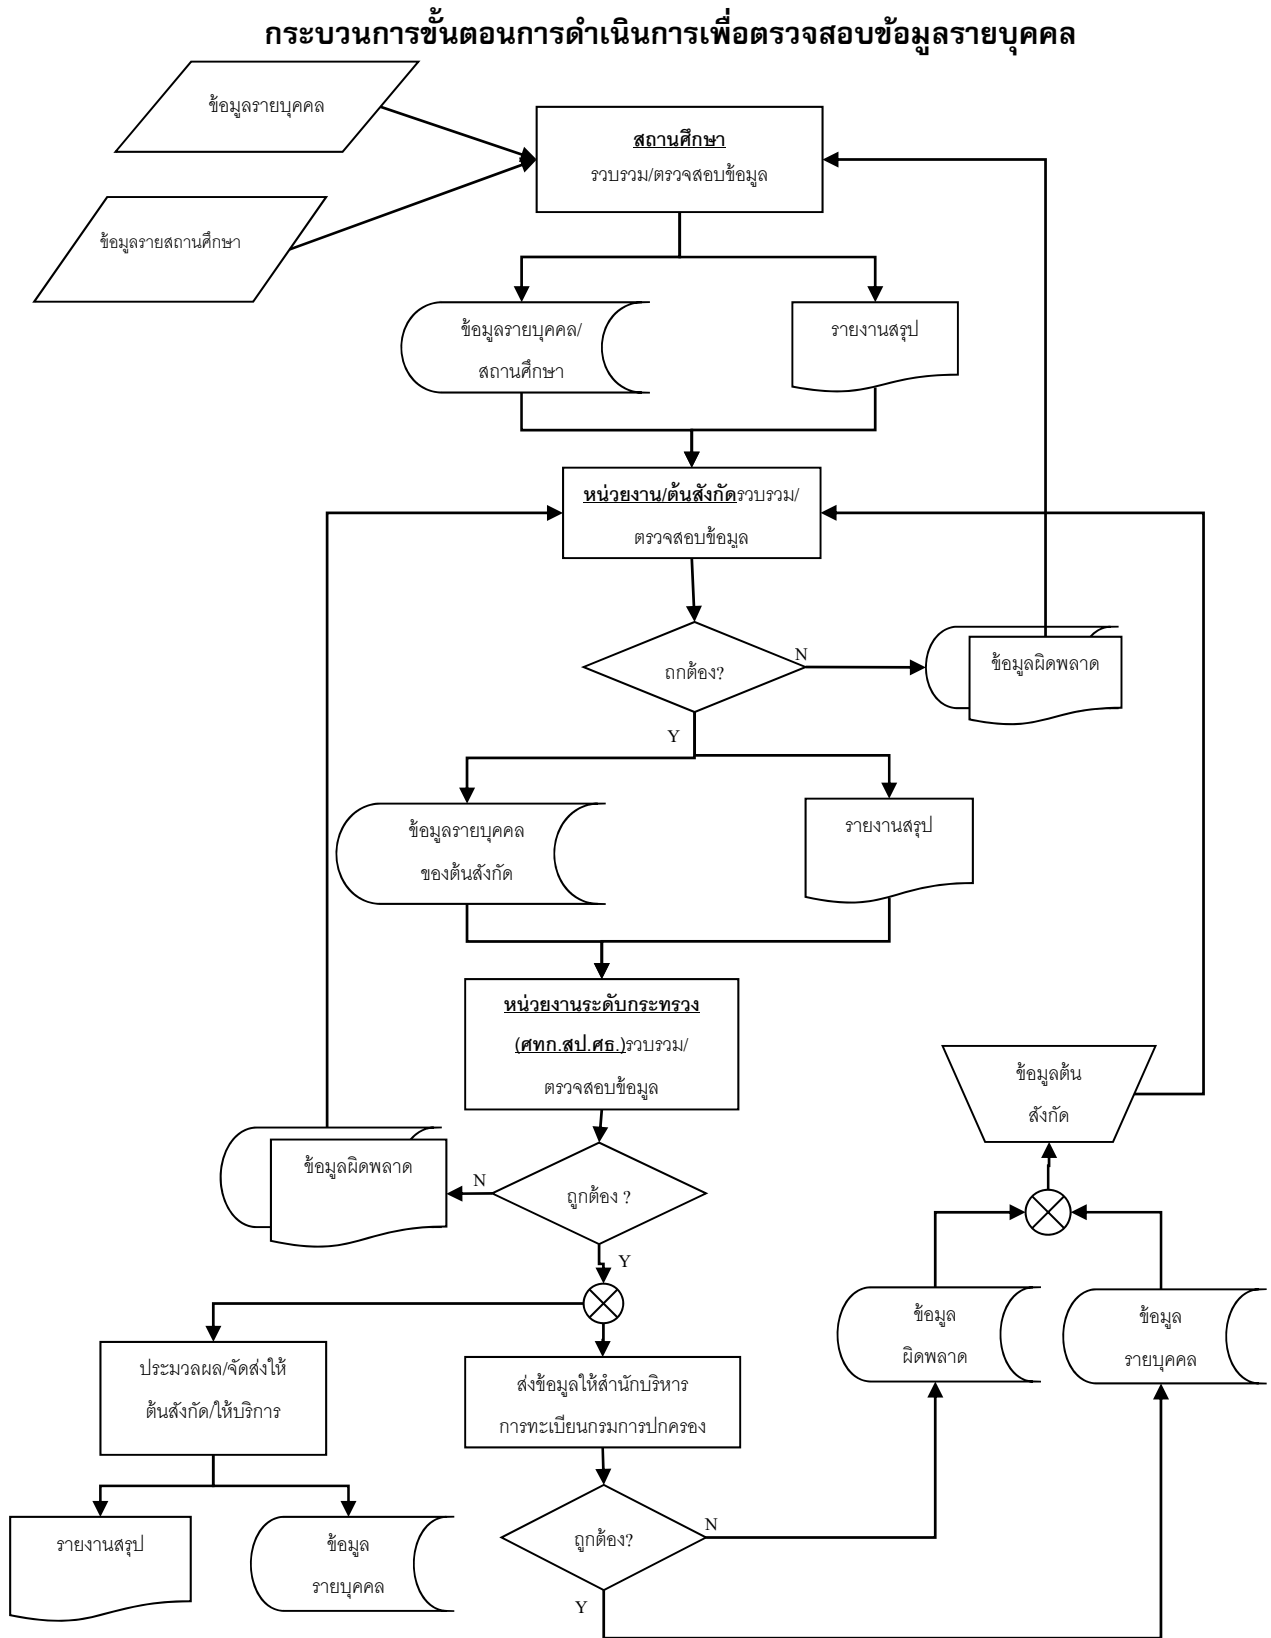 กระบวนการขั้นตอนการดำเนินการเพื่อตรวจสอบข้อมูลรายบุคคล
ข้อมูลรายบุคคล
สถานศึกษา
รวบรวม/ตรวจสอบข้อมูล
ข้อมูลรายสถานศึกษา
ข้อมูลรายบุคคล/
สถานศึกษา
รายงานสรุป
หน่วยงาน/ต้นสังกัดรวบรวม/
ตรวจสอบข้อมูล
ถูกต้อง?
N
ข้อมูลผิดพลาด
Y
ข้อมูลรายบุคคล
ของต้นสังกัด
รายงานสรุป
หน่วยงานระดับกระทรวง
(ศทก.สป.ศธ.)รวบรวม/
ตรวจสอบข้อมูล
ข้อมูลต้น
สังกัด
ข้อมูลผิดพลาด
N
ถูกต้อง ?
Y
ข้อมูล
ผิดพลาด
ข้อมูล
รายบุคคล
ประมวลผล/จัดส่งให้
ต้นสังกัด/ให้บริการ
ส่งข้อมูลให้สำนักบริหาร
การทะเบียนกรมการปกครอง
รายงานสรุป
ข้อมูล
รายบุคคล
ถูกต้อง?
N
Y